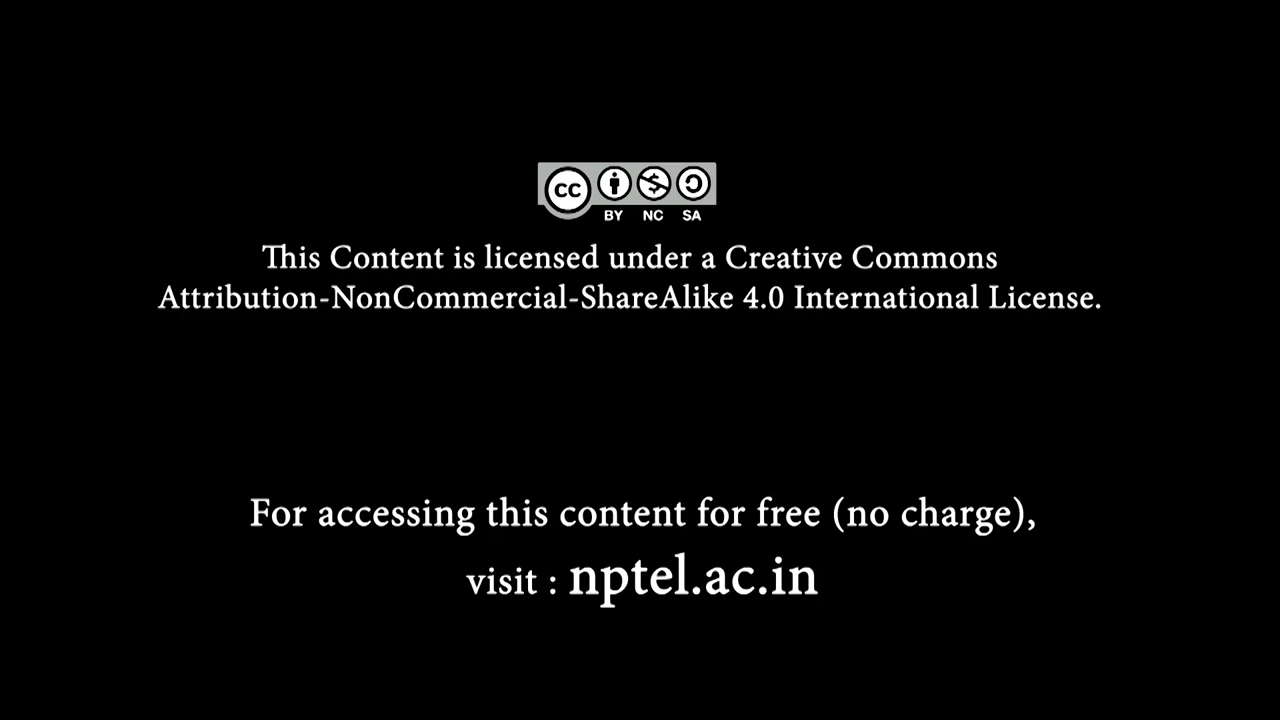 cc
BY NC SA
This Content is licensed under a Creative Commons
Attribution-NonCommercial-ShareAlike 4.0 International License.
For accessing this content for free (no charge),
visit : nptel.ac.in